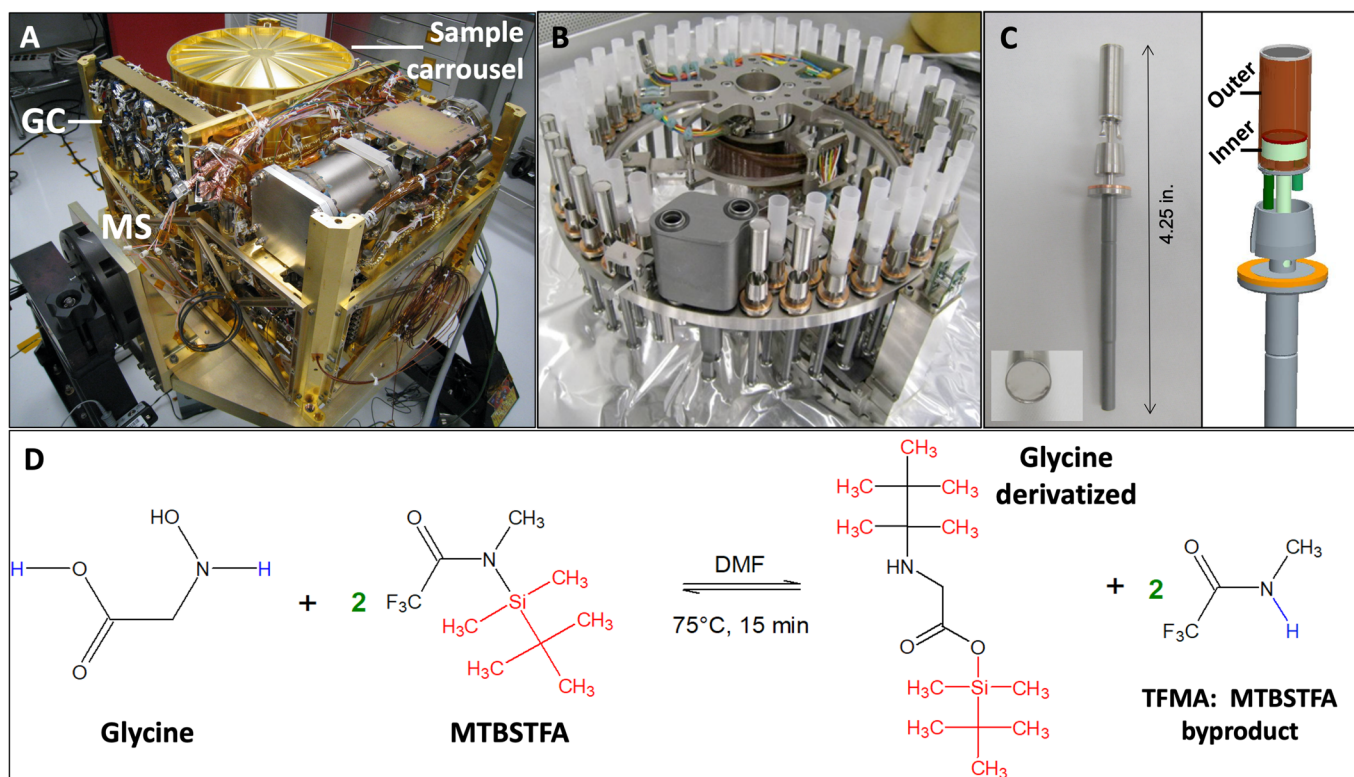 A
Sample
carrousel
GC
MS
B
C
4.25 in.
Outer
Inner
D
HO
H
O
N
H
O
Glycine
+
2
O
CH₃
N
F₃C
Si
CH₃
H₃C
CH₃
H₃C
CH₃
MTBSTFA
DMF
75°C, 15 min
CH₃
H₃C
CH₃
H₃C
CH₃
HN
O
O
H₃C
Si
CH₃
H₃C
CH₃
CH₃
Glycine
derivatized
+
2
O
CH₃
N
F₃C
H
TFMA: MTBSTFA
byproduct